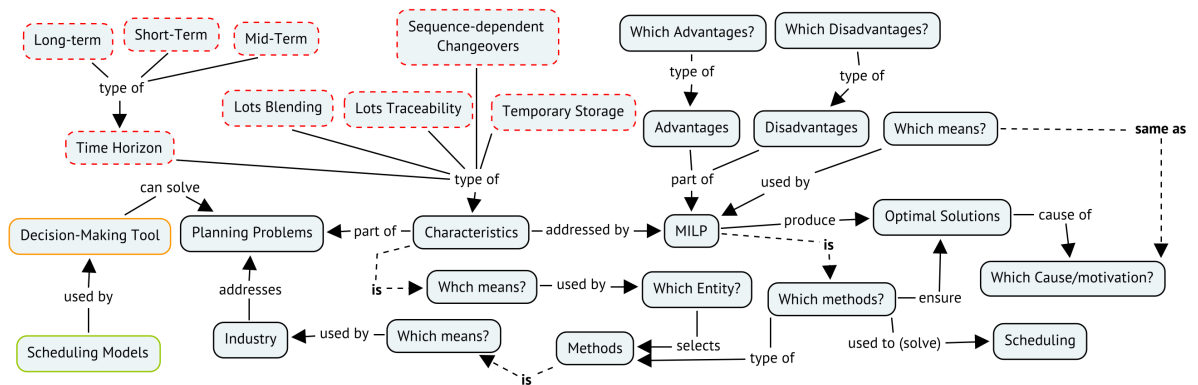 Long-term
Short-Term
Mid-Term
Sequence-dependent
Changeovers
Which Advantages?
Which Disadvantages?
type of
type of
type of
Lots Blending
Lots Traceability
Temporary Storage
Advantages
Disadvantages
Which means?
same as
Time Horizon
type of
part of
used by
can solve
Decision-Making Tool
Planning Problems
part of
Characteristics
addressed by
MILP
produce
Optimal Solutions
cause of
is
used by
addresses
is
Whch means?
used by
Which Entity?
Which methods?
ensure
Which Cause/motivation?
Scheduling Models
Industry
used by
Which means?
is
Methods
selects
type of
used to (solve)
Scheduling